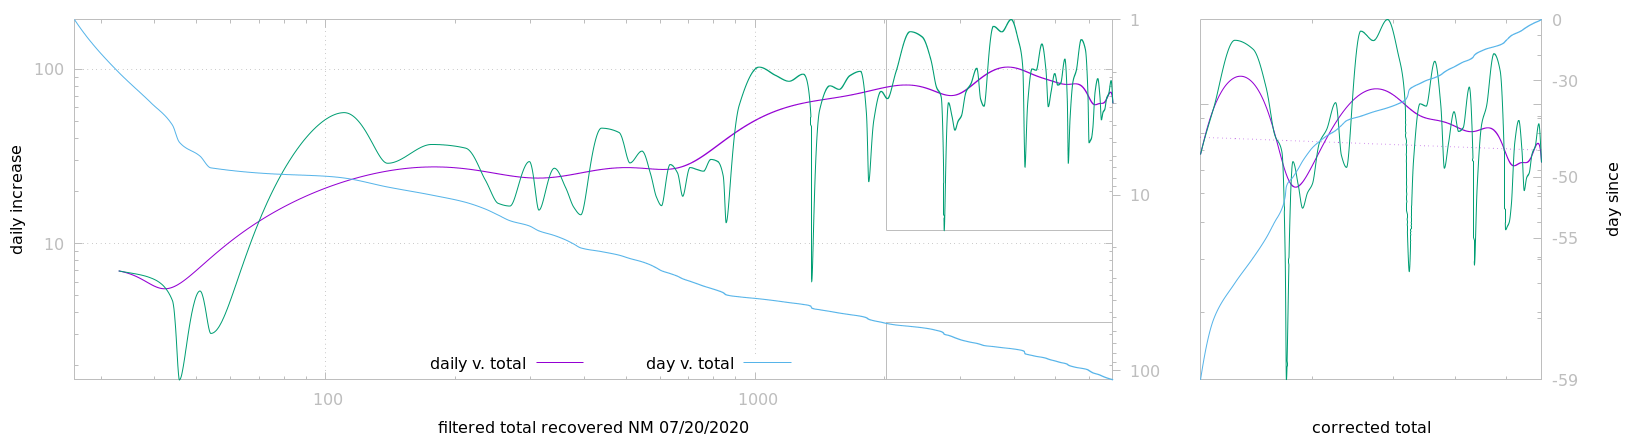 daily increase
100
10
daily v. total
day v. total
100
1000
filtered total recovered NM 07/20/2020
1
10
100
0
-30
-50
-55
-59
day since
corrected total